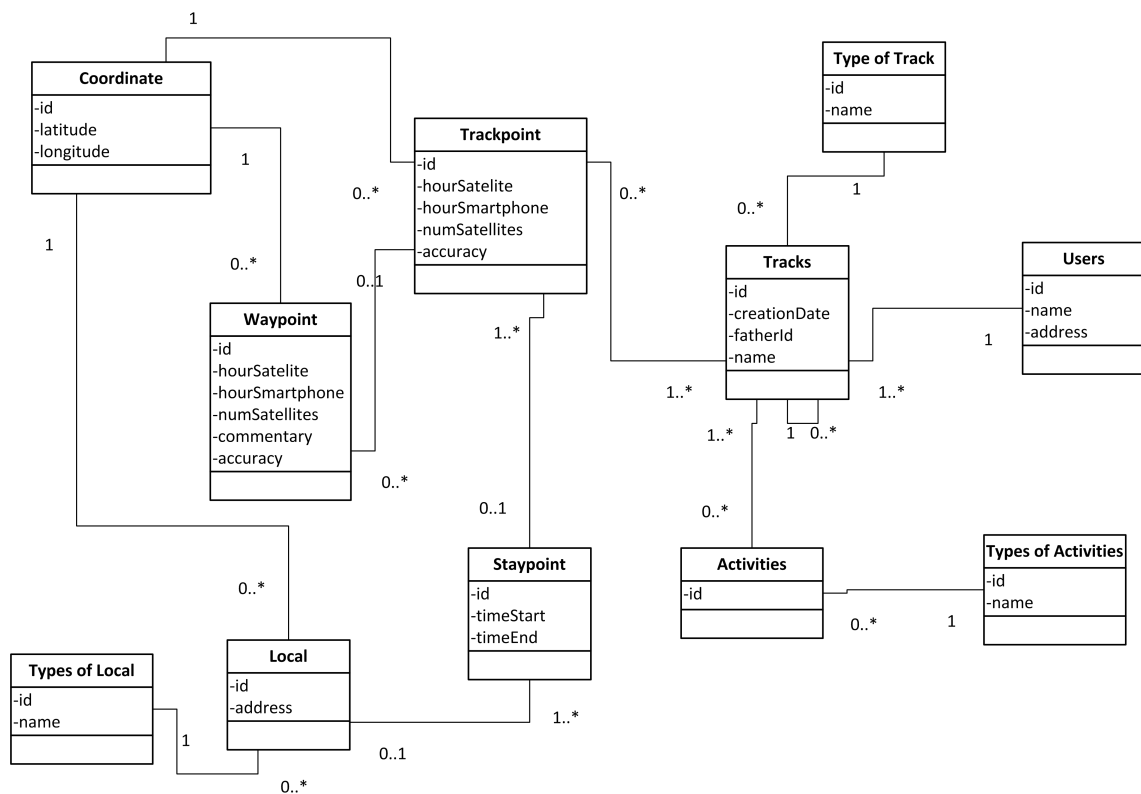 1
Coordinate
-id
-latitude
-longitude
1
1
0..*
Trackpoint
-id
-hourSatelite
-hourSmartphone
-numSatellites
-accuracy
0..*
0..*
0..1
1..*
Type of Track
-id
-name
1
0..*
Tracks
-id
-creationDate
-fatherId
-name
1..*
1..*
1..*
1
0..*
Users
-id
-name
-address
1
Waypoint
-id
-hourSatelite
-hourSmartphone
-numSatellites
-commentary
-accuracy
0..*
0..1
Staypoint
-id
-timeStart
-timeEnd
1..*
0..*
Activities
-id
0..*
1
Types of Activities
-id
-name
0..*
Local
-id
-address
0..1
0..*
Types of Local
-id
-name
1